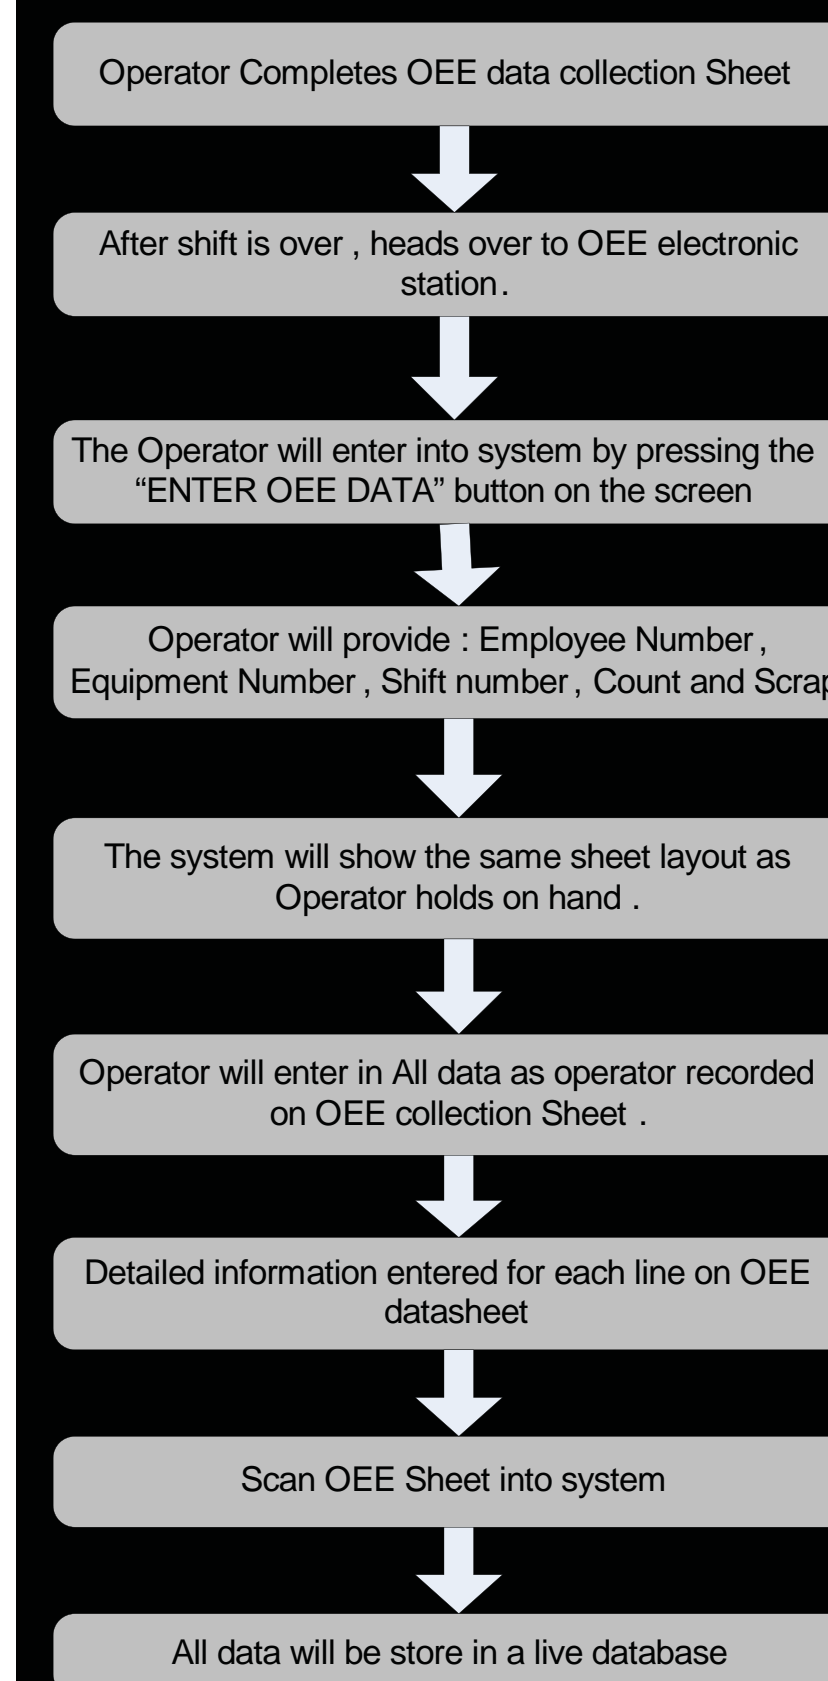 Operator Completes OEE data collection Sheet
After shift is over , heads over to OEE electronic
station.
The Operator will enter into system by pressing the
“ENTER OEE DATA” button on the screen
Operator will provide : Employee Number ,
Equipment Number , Shift number , Count and Scrap
The system will show the same sheet layout as
Operator holds on hand .
Operator will enter in All data as operator recorded
on OEE collection Sheet .
Detailed information entered for each line on OEE
datasheet
Scan OEE Sheet into system
All data will be store in a live database